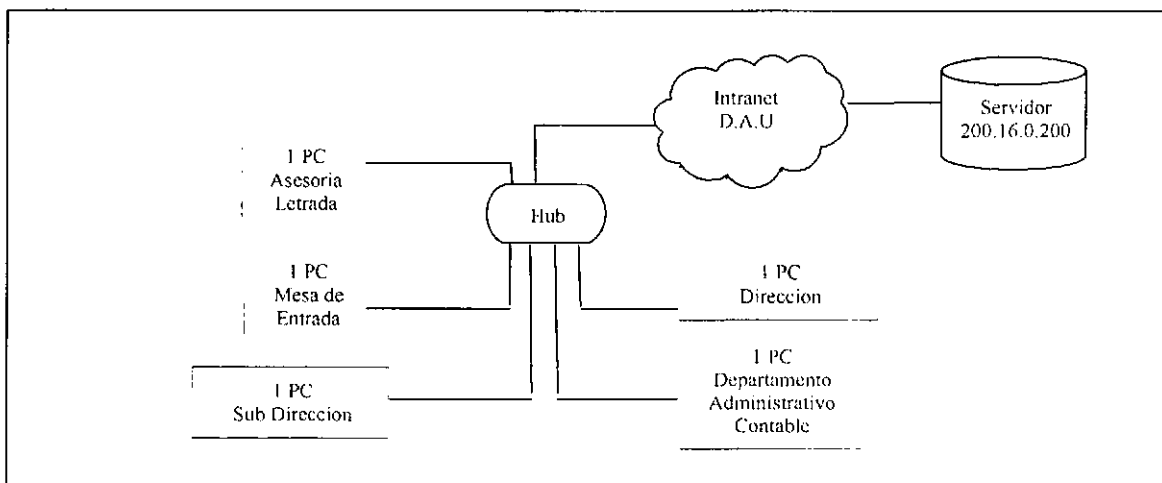 Intranet
D.A.U
Servidor
200.16.0.200
1 PC
Asesoria
Letrada
Hub
1 PC
Mesa de
Entrada
1 PC
Direccion
1 PC
Sub Direccion
1 PC
Departamento
Administrativo
Contable